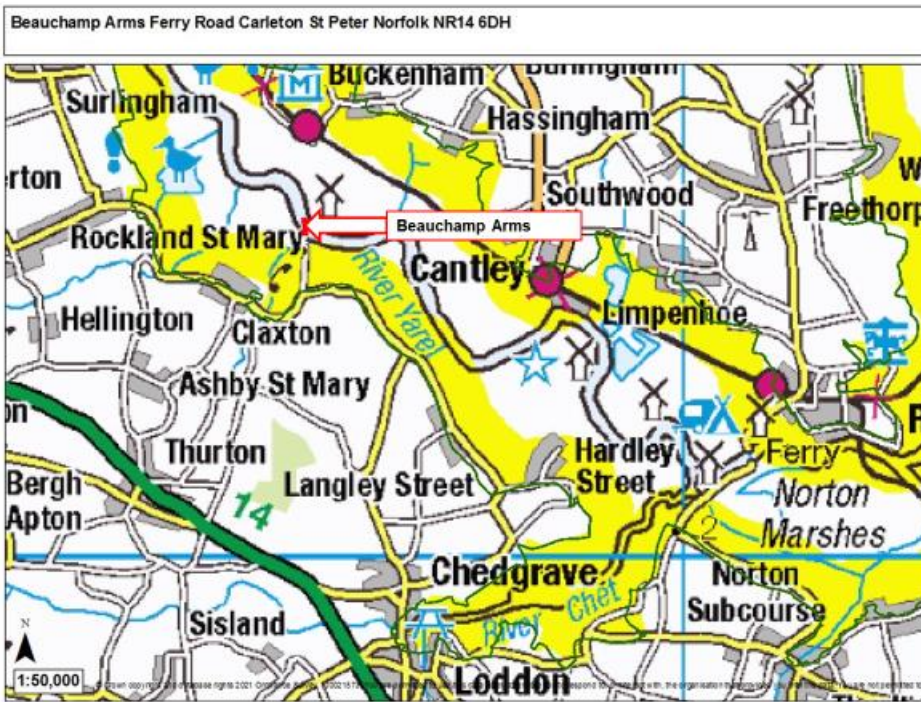 Beauchamp Arms Ferry Road Carleton St Peter Norfolk NR14 6DH
Buckenham
Burlingham
Surlingham
M
Hassingham
erton
Southwood
Freethorp
Beauchamp Arms
Rockland St Mary
Cantley
River Yare
Limpenhoe
Hellington
Claxton
Ashby St Mary
Thurton
Hardley
Street
Ferry
Bergh
Apton
Langley Street
14
Norton
Marshes
2
Chedgrave
Norton
Subcourse
Sisland
River Chet
N
1:50,000
Loddon